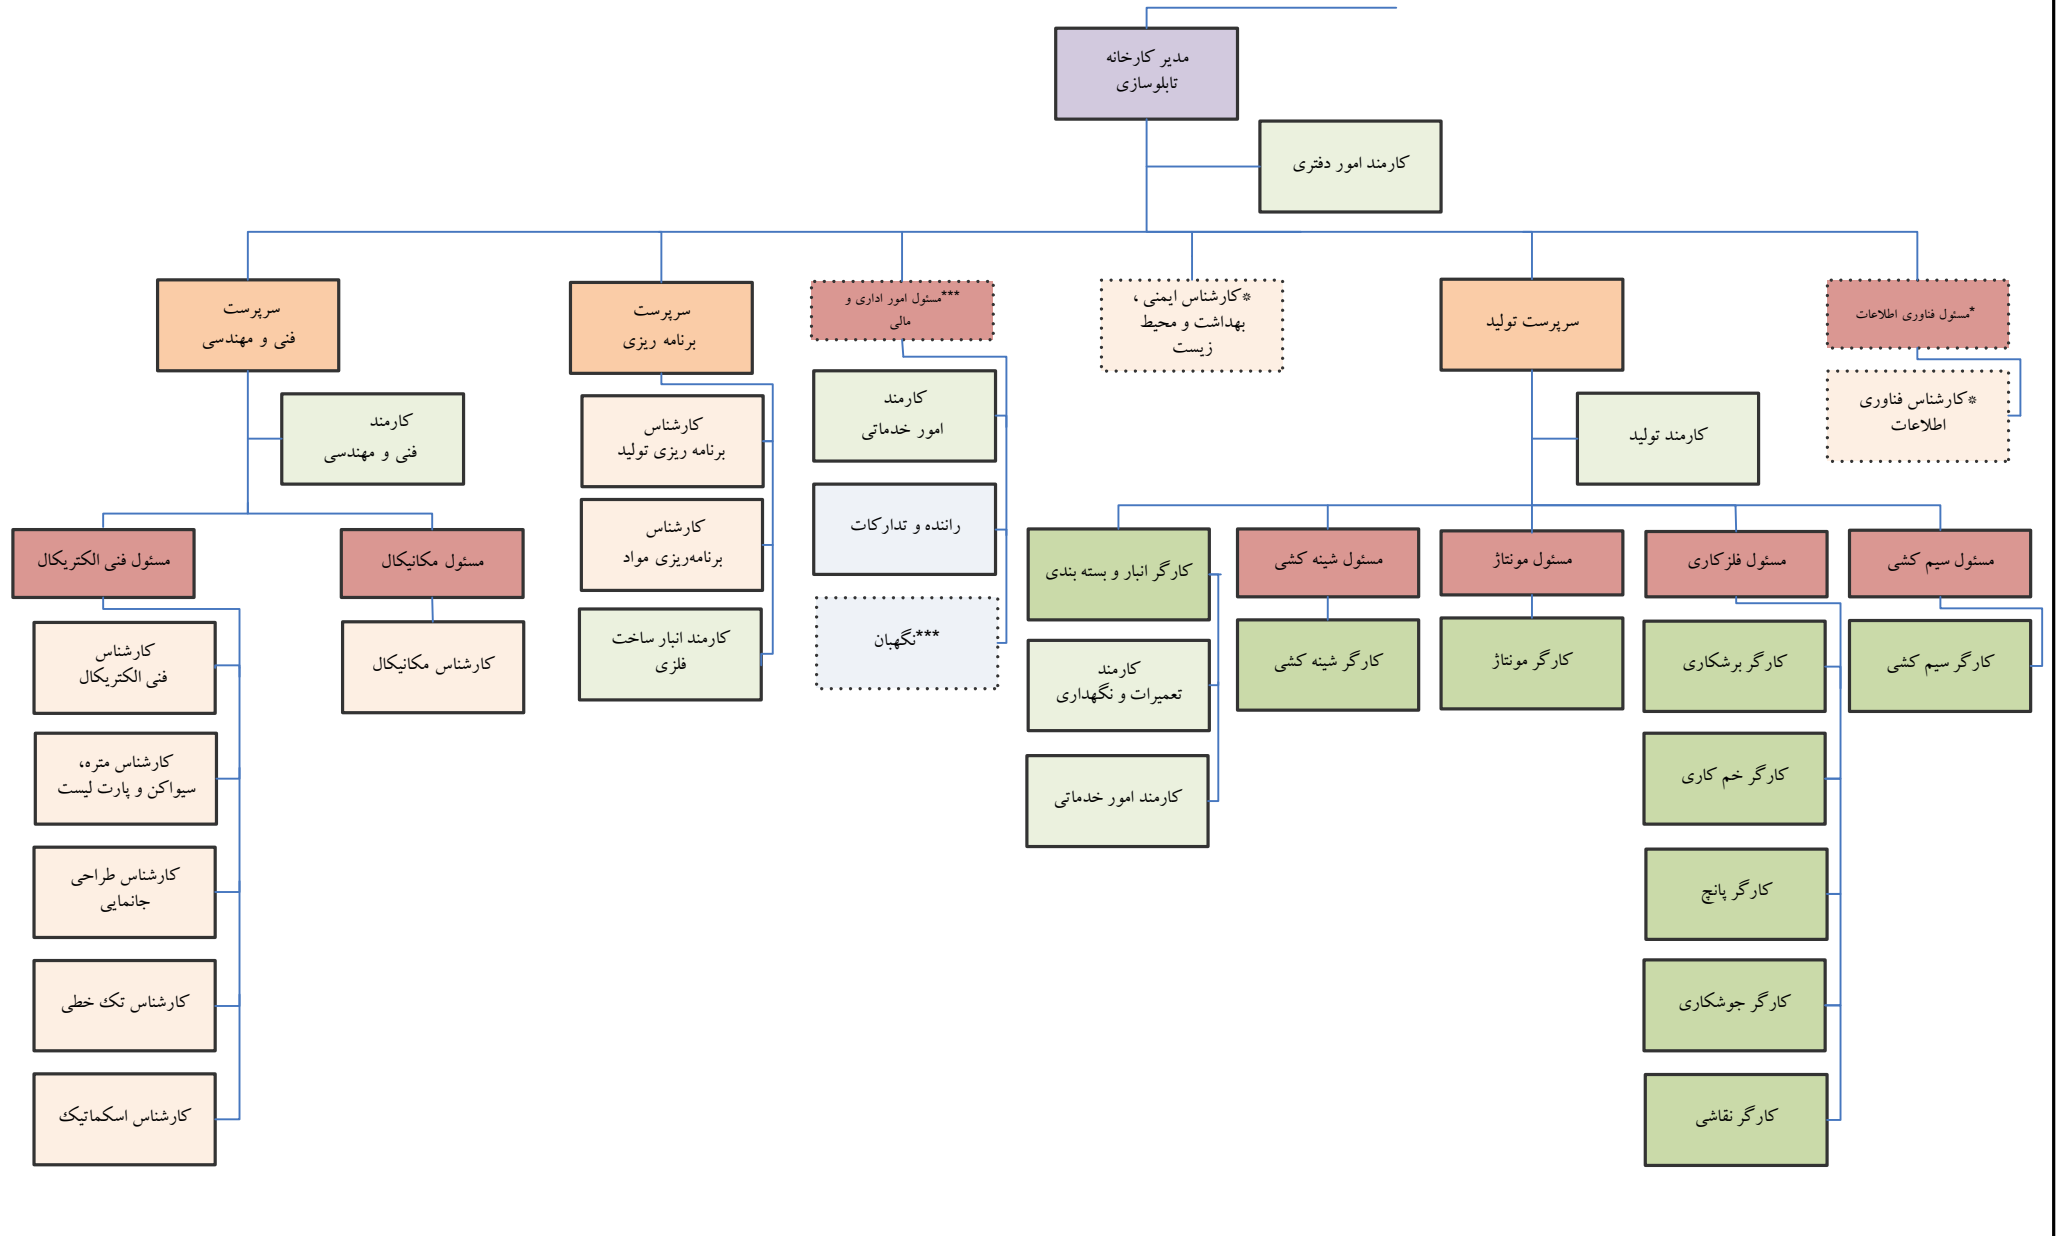 مدیر کارخانه
تابلوسازی
کارمند امور دفتری
*مسئول فناوری اطلاعات
*کارشناس فناوری
اطلاعات
سرپرست تولید
کارمند تولید
*کارشناس ایمنی ،
بهداشت و محیط
زیست
***مسئول امور اداری و
مالی
کارمند
امور خدماتی
راننده و تدارکات
***نگهبان
سرپرست
برنامه ریزی
کارشناس
برنامه ریزی تولید
کارشناس
برنامه‌ریزی مواد
کارمند انبار ساخت
فلزی
سرپرست
فنی و مهندسی
کارمند
فنی و مهندسی
مسئول سیم کشی
کارگر سیم کشی
مسئول فلزکاری
کارگر برشکاری
کارگر خم کاری
کارگر پانچ
کارگر جوشکاری
کارگر نقاشی
مسئول مونتاژ
کارگر مونتاژ
مسئول شینه کشی
کارگر شینه کشی
کارگر انبار و بسته بندی
کارمند
تعمیرات و نگهداری
کارمند امور خدماتی
مسئول مکانیکال
کارشناس مکانیکال
مسئول فنی الکتریکال
کارشناس
فنی الکتریکال
کارشناس متره،
سیواکن و پارت لیست
کارشناس طراحی
جانمایی
کارشناس تک خطی
کارشناس اسکماتیک